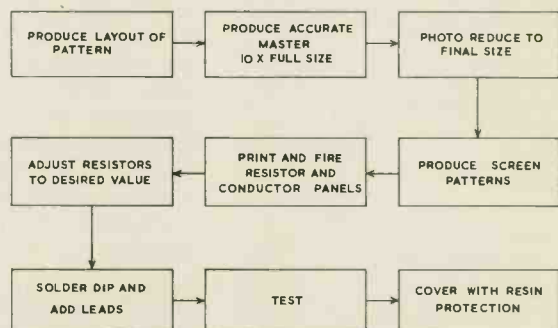 PRODUCE LAYOUT OF
PATTERN
PRODUCE ACCURATE
MASTER
10 X FULL SIZE
PHOTO REDUCE TO
FINAL SIZE
PRODUCE SCREEN
PATTERNS
PRINT AND FIRE
RESISTOR AND
CONDUCTOR PANELS
ADJUST RESISTORS
TO DESIRED VALUE
SOLDER DIP AND
ADD LEADS
TEST
COVER WITH RESIN
PROTECTION